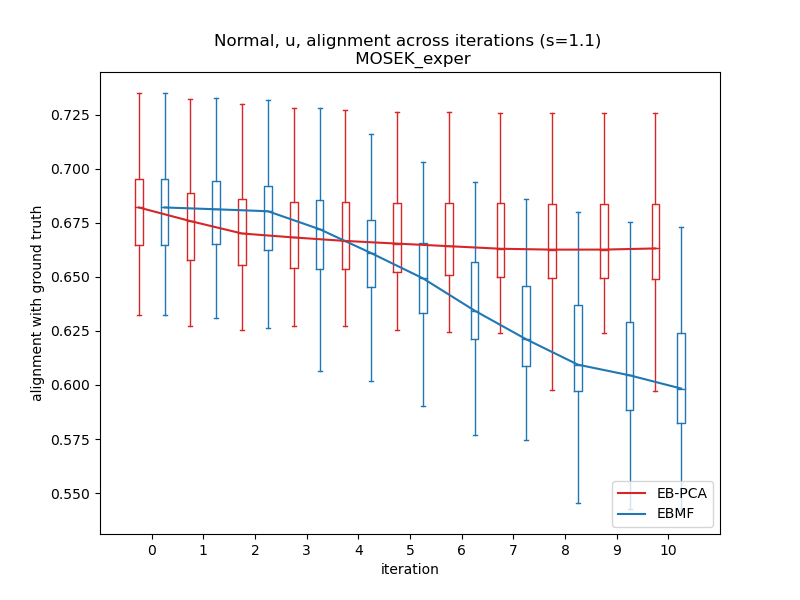 Normal, u, alignment across iterations (s=1.1)
MOSEK_exper
alignment with ground truth
0.725
0.700
0.675
0.650
0.625
0.600
0.575
0.550
0 1 2 3 4 5 6 7 8 9 10
iteration
EB-PCA
EBMF